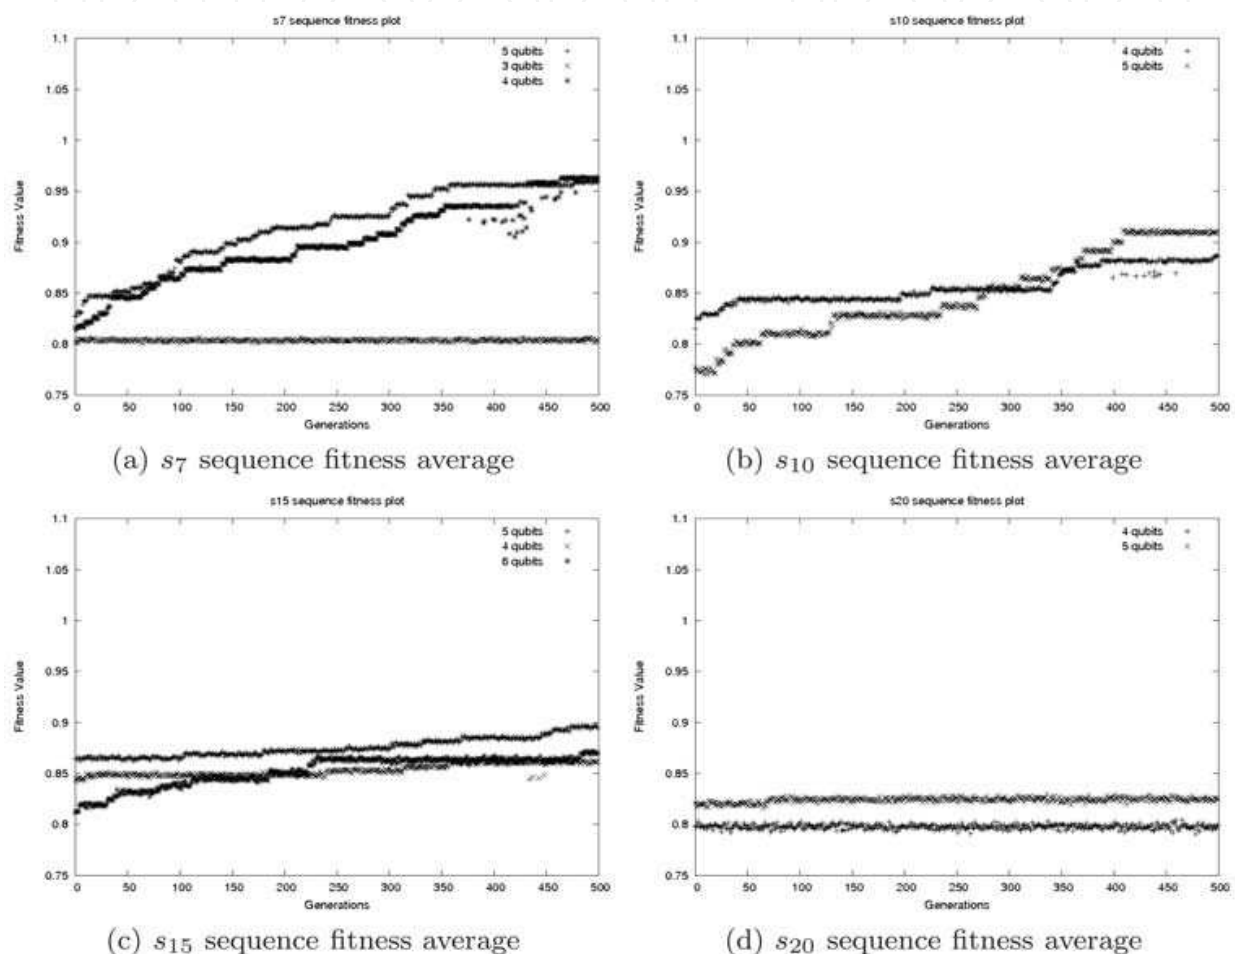 s7 sequence fitness plot
1.1
1.05
1
0.95
0.9
0.85
0.8
0.75
Fitness Value
5 qubits
3 qubits
4 qubits
0 50 100 150 200 250 300 350 400 450 500
Generations
(a) s7 sequence fitness average
s10 sequence fitness plot
1.1
1.05
1
0.95
0.9
0.85
0.8
0.75
Fitness Value
4 qubits
5 qubits
0 50 100 150 200 250 300 350 400 450 500
Generations
(b) s10 sequence fitness average
s15 sequence fitness plot
1.1
1.05
1
0.95
0.9
0.85
0.8
0.75
Fitness Value
5 qubits
4 qubits
6 qubits
0 50 100 150 200 250 300 350 400 450 500
Generations
(c) s15 sequence fitness average
s20 sequence fitness plot
1.1
1.05
1
0.95
0.9
0.85
0.8
0.75
Fitness Value
4 qubits
5 qubits
0 50 100 150 200 250 300 350 400 450 500
Generations
(d) s20 sequence fitness average